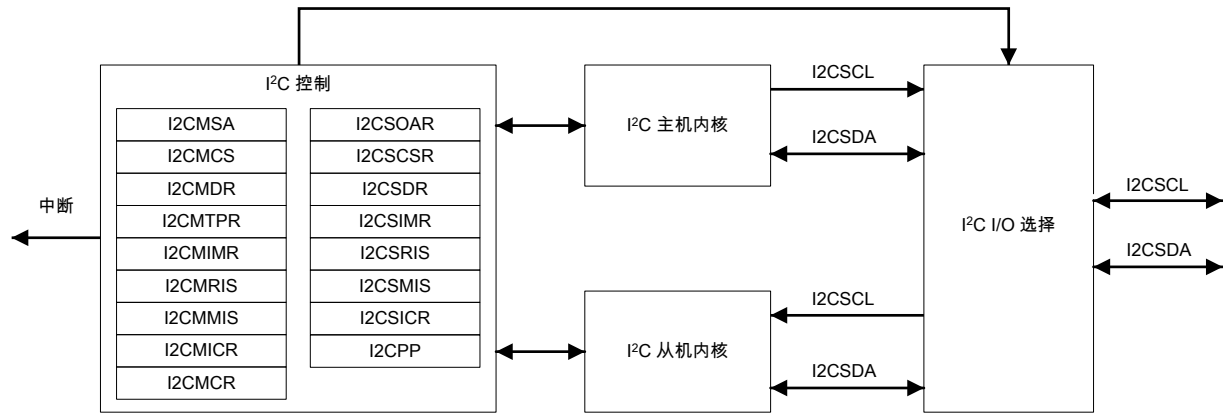 中断
I²C 控制
I2CMSA
I2CMCS
I2CMDR
I2CMTPR
I2CMIMR
I2CMRIS
I2CMMIS
I2CMICR
I2CMCR
I2CSOAR
I2CSCSR
I2CSDR
I2CSIMR
I2CSRIS
I2CSMIS
I2CSICR
I2CPP
I²C 主机内核
I2CSCL
I2CSDA
I²C 从机内核
I2CSCL
I2CSDA
I²C I/O 选择
I2CSCL
I2CSDA